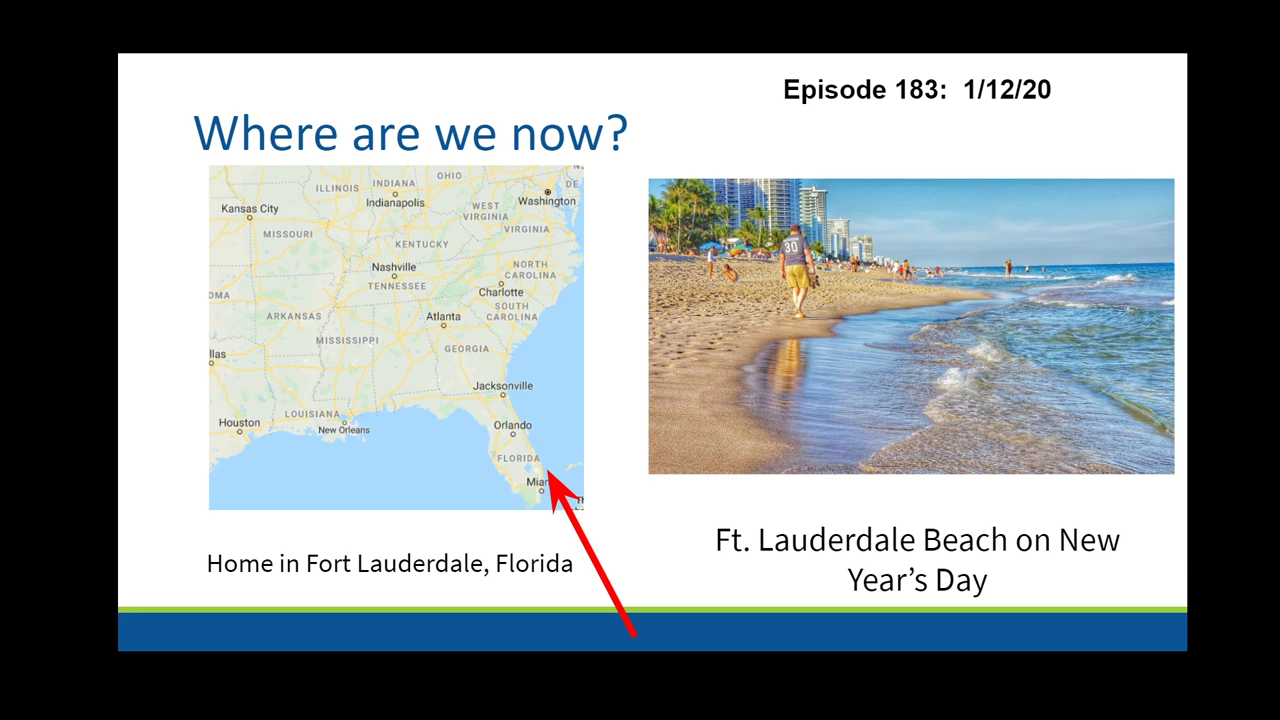 Episode 183: 1/12/20
Where are we now?
OHIO
INDIANA
ILLINOIS
DE
Indianapolis
Washington
Kansas City
WEST
VIRGINIA
MISSOURI
VIRGINIA
KENTUCKY
Nashville
TENNESSEE
NORTH
CAROLINA
Charlotte
OMA
ARKANSAS
Atlanta
SOUTH
CAROLINA
MISSISSIPPI
GEORGIA
llas
Jacksonville
LOUISIANA
Houston
New Orleans
Orlando
FLORIDA
Miar
30
Home in Fort Lauderdale, Florida
Ft. Lauderdale Beach on New
Year’s Day